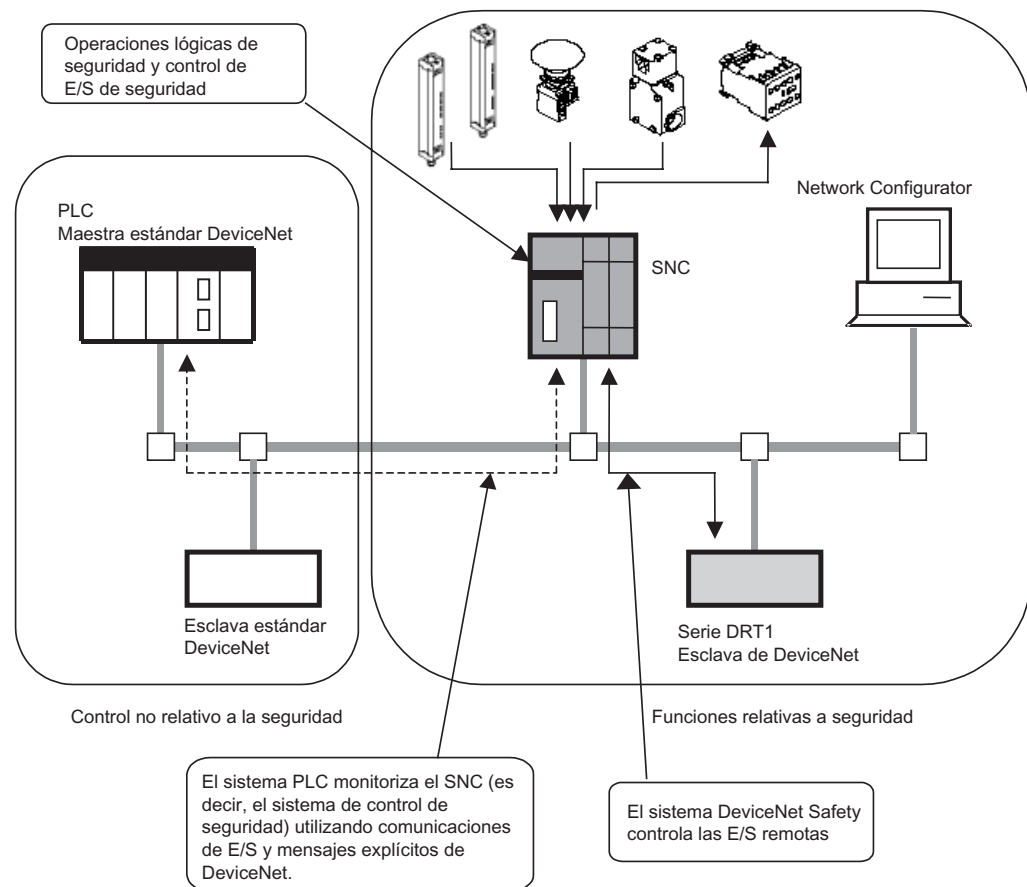 Operaciones lógicas de
seguridad y control de
E/S de seguridad
PLC
Maestra estándar DeviceNet
Network Configurator
SNC
Esclava estándar
DeviceNet
Serie DRT1
Esclava de DeviceNet
Control no relativo a la seguridad
Funciones relativas a seguridad
El sistema PLC monitoriza el SNC (es
decir, el sistema de control de
seguridad) utilizando comunicaciones
de E/S y mensajes explícitos de
DeviceNet.
El sistema DeviceNet Safety
controla las E/S remotas